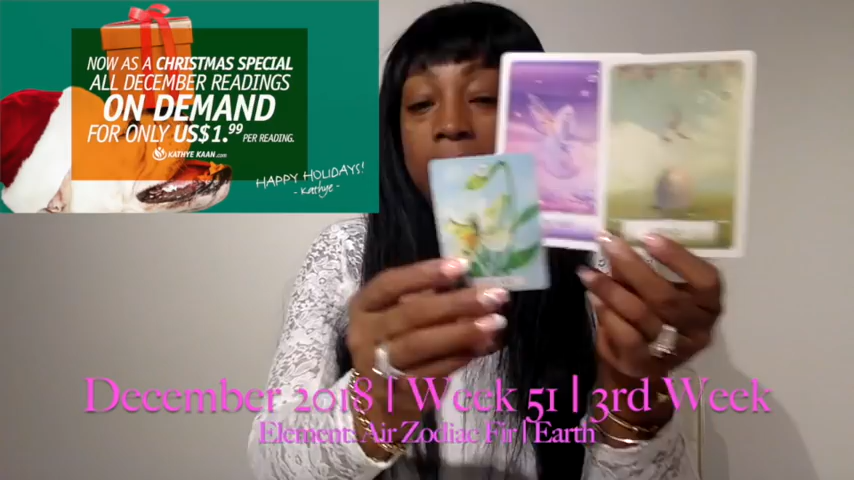 NOW AS A CHRISTMAS SPECIAL
ALL DECEMBER READINGS
ON DEMAND
FOR ONLY US$1.99 PER READING.
KATHYE KAAN.com
HAPPY HOLIDAYS!
- Kathye -
December 2018 | Week 51 | 3rd Week
Element: Air Zodiac Fir | Earth